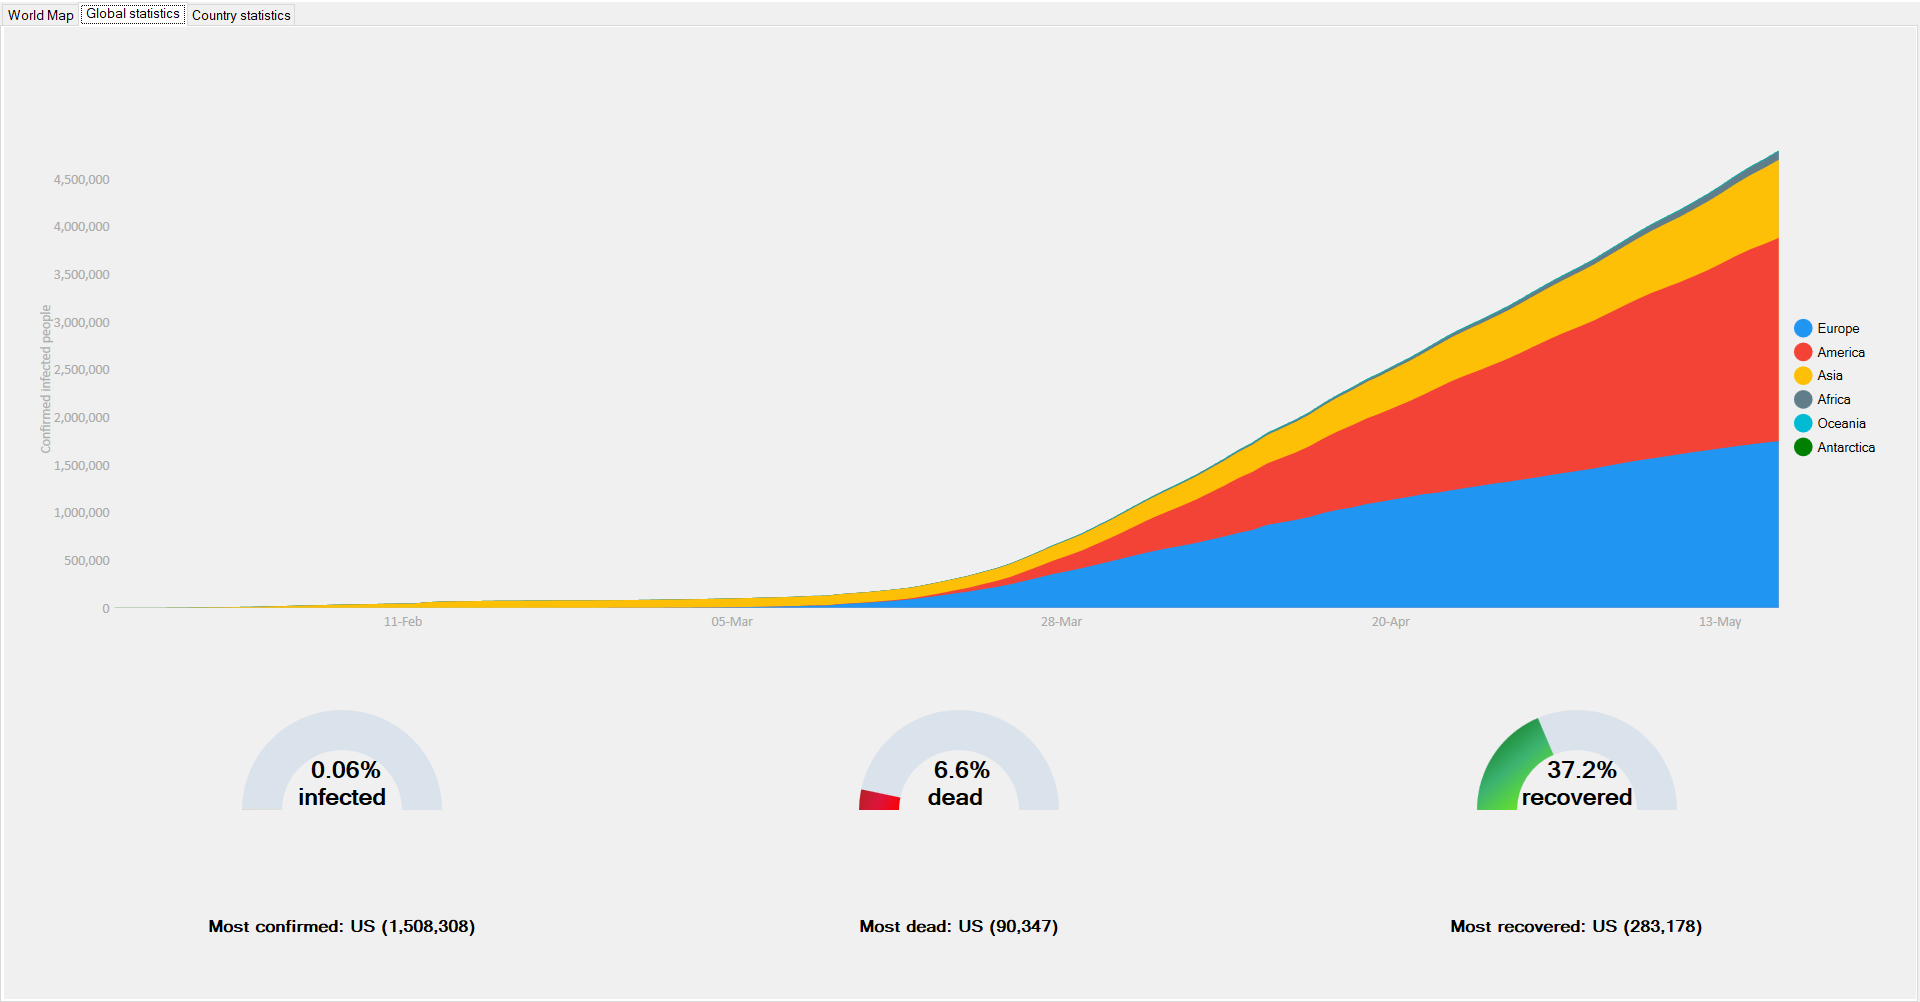 World Map
Global statistics
Country statistics
Confirmed infected people
4,500,000
4,000,000
3,500,000
3,000,000
2,500,000
2,000,000
1,500,000
1,000,000
500,000
0
11-Feb
05-Mar
28-Mar
20-Apr
13-May
Europe
America
Asia
Africa
Oceania
Antarctica
0.06%
infected
6.6%
dead
37.2%
recovered
Most confirmed: US (1,508,308)
Most dead: US (90,347)
Most recovered: US (283,178)